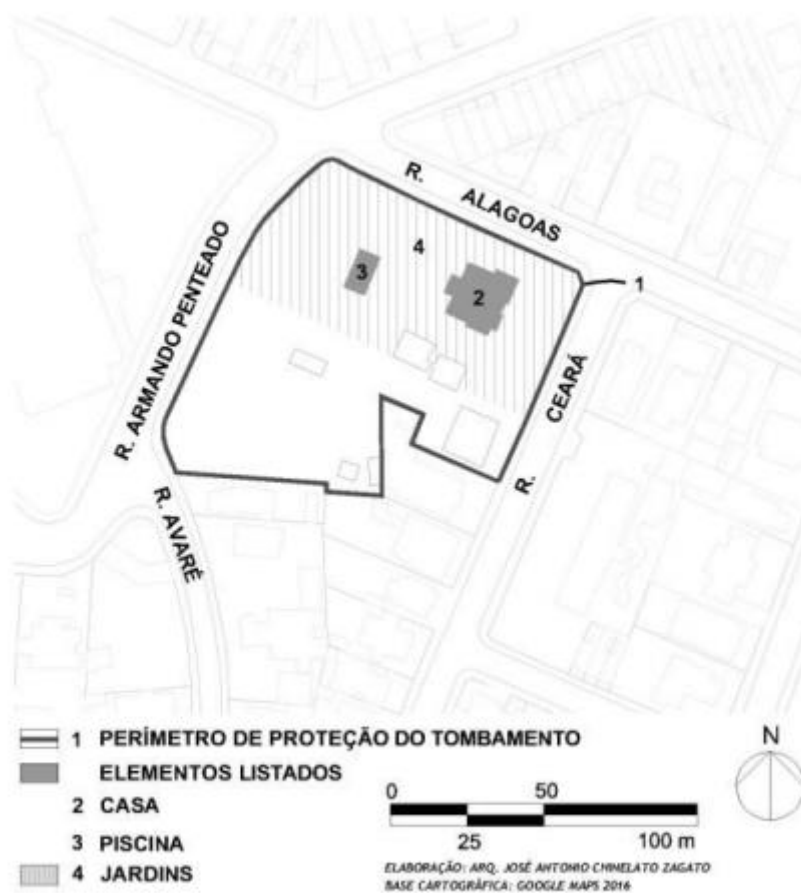 R. ALAGOAS
4
3
2
1
R. ARMANDO PENTEADO
R. CEARÁ
R. AVARÉ
1 PERÍMETRO DE PROTEÇÃO DO TOMBAMENTO
ELEMENTOS LISTADOS
2 CASA
3 PISCINA
4 JARDINS
N
0 50
25 100 m
ELABORAÇÃO: ARQ. JOSÉ ANTONIO CHINELATO ZAGATO
BASE CARTOGRÁFICA: GOOGLE MAPS 2016